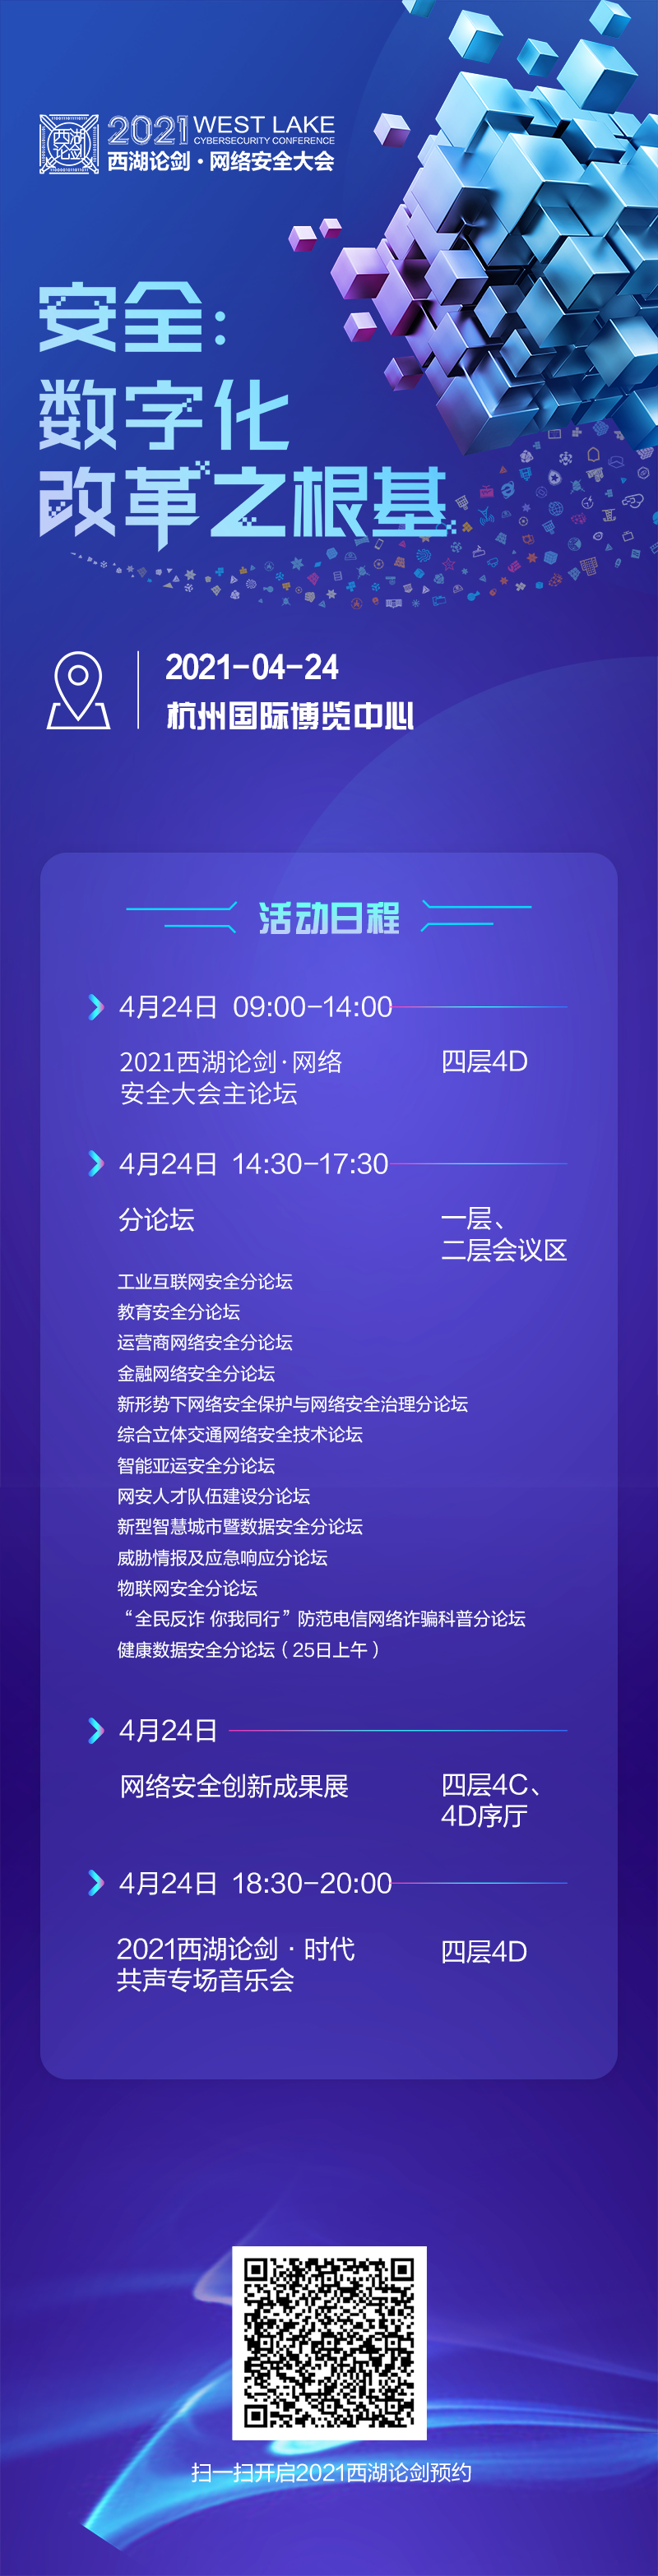 西湖论剑
2021 WEST LAKE
CYBERSECURITY CONFERENCE
西湖论剑·网络安全大会
安全:
数字化
改革之根基
2021-04-24
杭州国际博览中心
活动日程
4月24日 09:00-14:00
2021西湖论剑·网络
安全大会主论坛
四层4D
4月24日 14:30-17:30
分论坛
一层、
二层会议区
工业互联网安全分论坛
教育安全分论坛
运营商网络安全分论坛
金融网络安全分论坛
新形势下网络安全保护与网络安全治理分论坛
综合立体交通网络安全技术论坛
智能亚运安全分论坛
网安人才队伍建设分论坛
新型智慧城市暨数据安全分论坛
威胁情报及应急响应分论坛
物联网安全分论坛
“全民反诈 你我同行”防范电信网络诈骗科普分论坛
健康数据安全分论坛（25日上午）
4月24日
网络安全创新成果展
四层4C、
4D序厅
4月24日 18:30-20:00
2021西湖论剑·时代
共声专场音乐会
四层4D
扫一扫开启2021西湖论剑预约